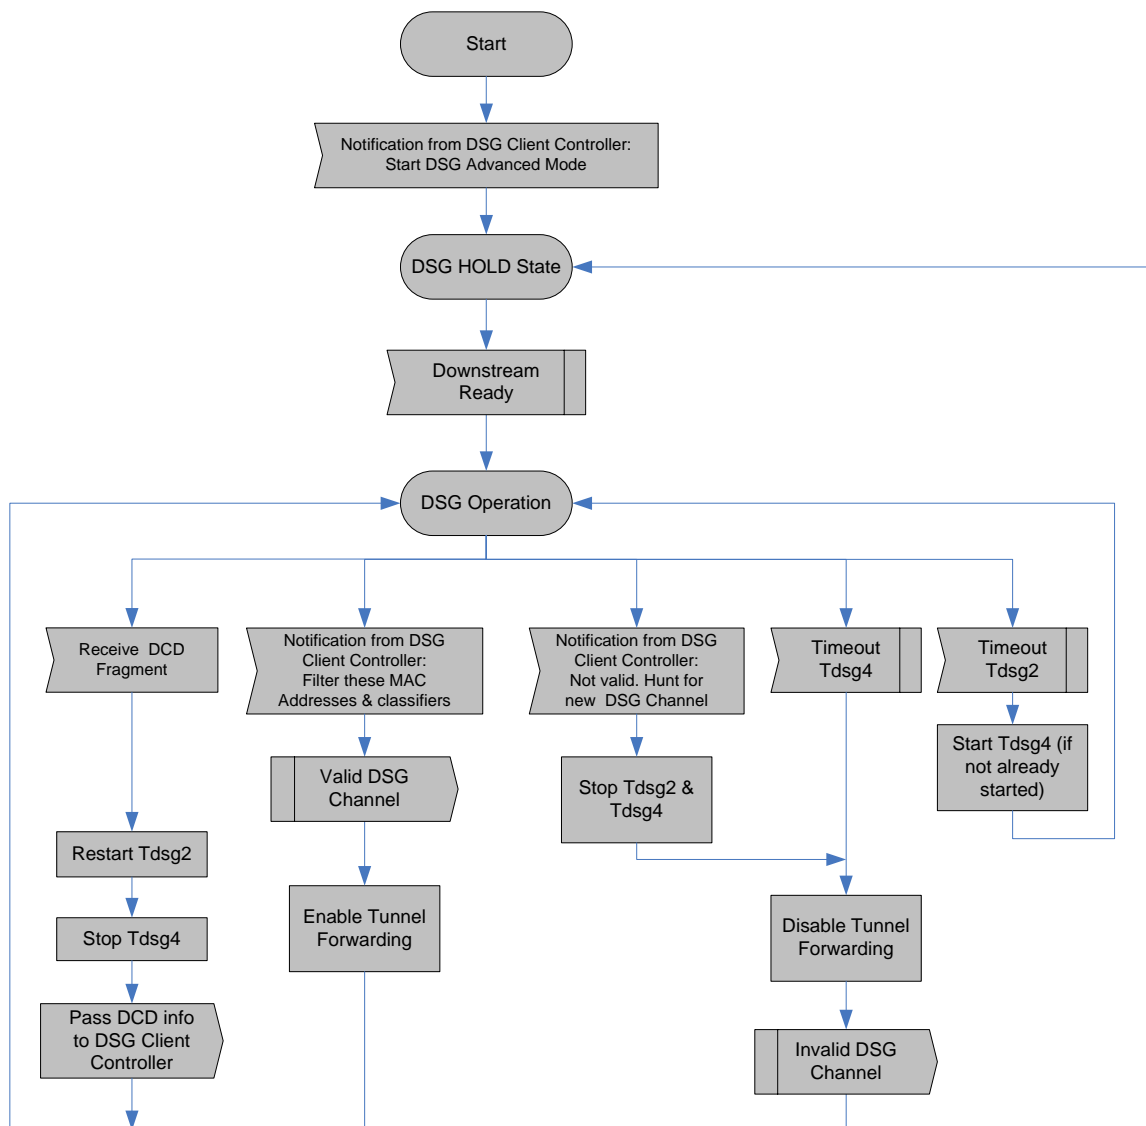 Start
Notification from DSG Client Controller:
Start DSG Advanced Mode
DSG HOLD State
Downstream
Ready
DSG Operation
Receive DCD
Fragment
Notification from DSG
Client Controller:
Filter these MAC
Addresses & classifiers
Notification from DSG
Client Controller:
Not valid. Hunt for
new DSG Channel
Timeout
Tdsg4
Timeout
Tdsg2
Valid DSG
Channel
Stop Tdsg2 &
Tdsg4
Start Tdsg4 (if
not already
started)
Restart Tdsg2
Enable Tunnel
Forwarding
Disable Tunnel
Forwarding
Stop Tdsg4
Pass DCD info
to DSG Client
Controller
Invalid DSG
Channel